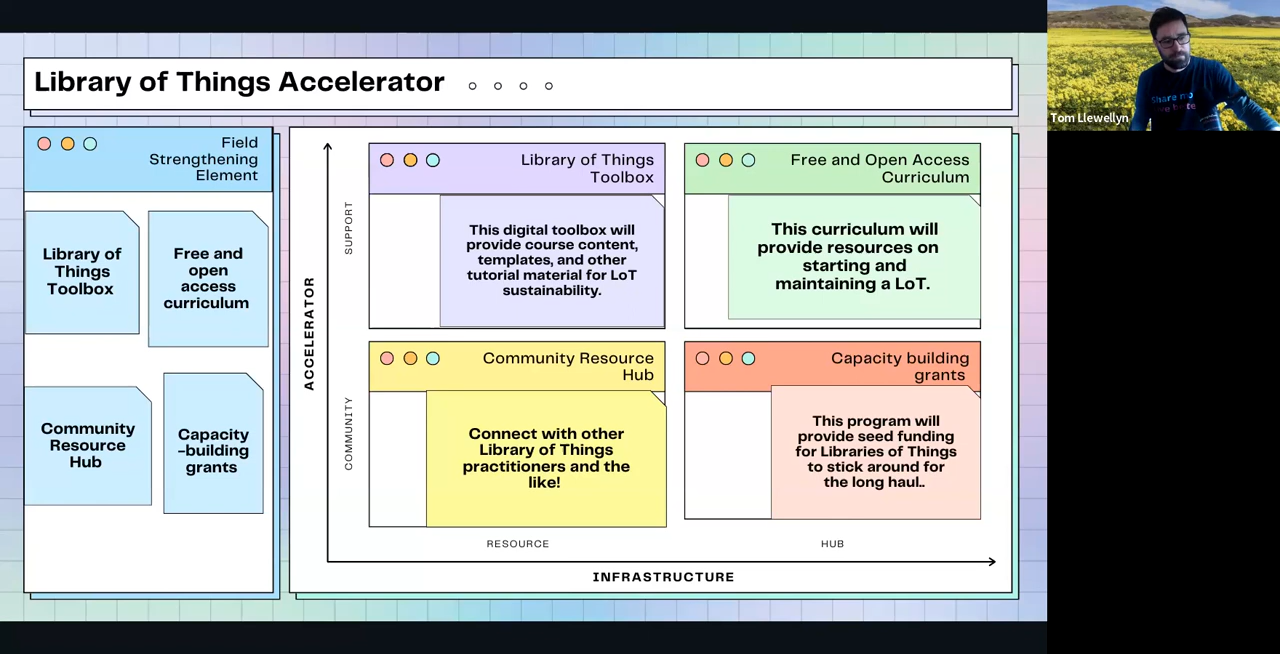 Library of Things Accelerator
Field
Strengthening
Element
Library of
Things
Toolbox
Free and
open
access
curriculum
Community
Resource
Hub
Capacity
-building
grants
ACCELERATOR
SUPPORT
COMMUNITY
Library of Things
Toolbox
This digital toolbox will
provide course content,
templates, and other
tutorial material for LoT
sustainability.
Free and Open Access
Curriculum
This curriculum will
provide resources on
starting and
maintaining a LoT.
Community Resource
Hub
Connect with other
Library of Things
practitioners and the
like!
Capacity building
grants
This program will
provide seed funding
for Libraries of Things
to stick around for
the long haul..
RESOURCE
HUB
INFRASTRUCTURE
Share mo
Tom Llewellyn